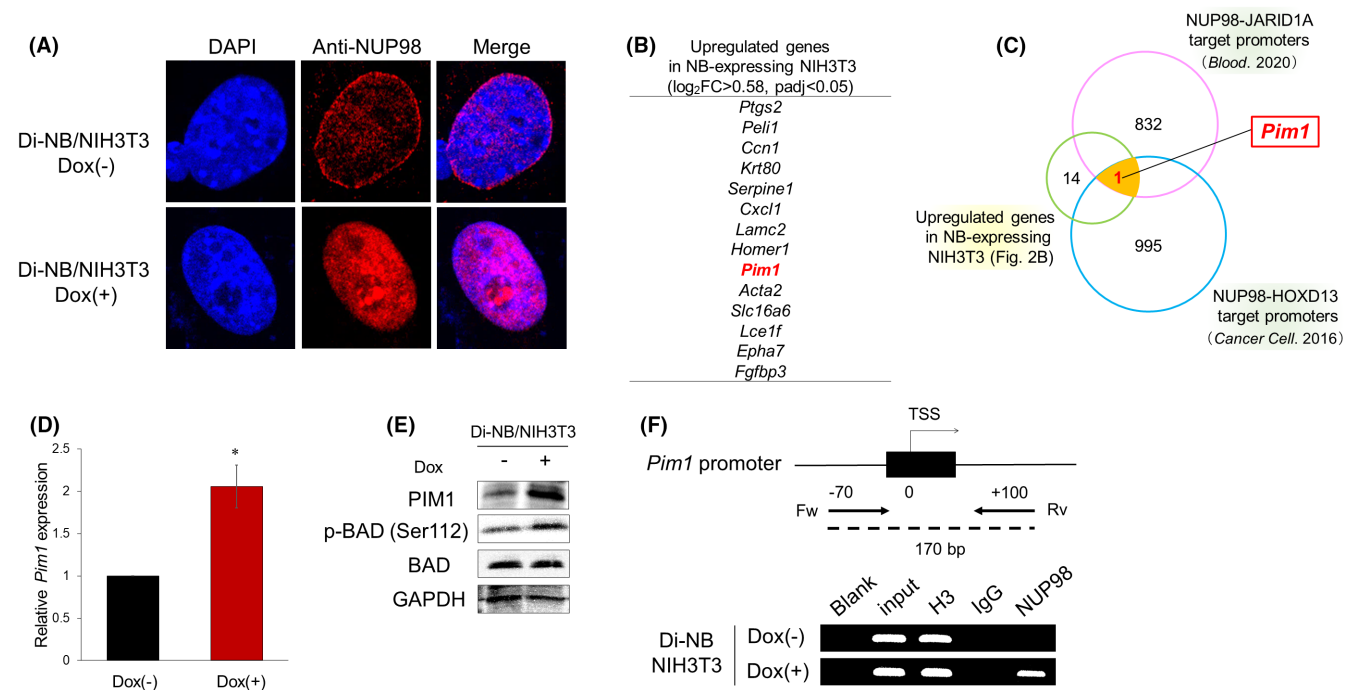 (A)
DAPI Anti-NUP98 Merge
Di-NB/NIH3T3
Dox(-)
Di-NB/NIH3T3
Dox(+)
(B)
Upregulated genes
in NB-expressing NIH3T3
(log₂FC>0.58, padj<0.05)
Ptgs2
Peli1
Ccn1
Krt80
Serpine1
Cxcl1
Lamc2
Homer1
Pim1
Acta2
Slc16a6
Lce1f
Epha7
Fgfbp3
(C)
NUP98-JARID1A
target promoters
(Blood. 2020)
832
Pim1
14
1
Upregulated genes
in NB-expressing
NIH3T3 (Fig. 2B)
995
NUP98-HOXD13
target promoters
(Cancer Cell. 2016)
(D)
Relative Pim1 expression
2.5
2
1.5
1
0.5
0
*
Dox(-) Dox(+)
(E)
Di-NB/NIH3T3
Dox - +
PIM1
p-BAD (Ser112)
BAD
GAPDH
(F)
TSS
Pim1 promoter
-70 0 +100
Fw Rv
170 bp
Blank input H3 IgG NUP98
Di-NB
NIH3T3
Dox(-)
Dox(+)